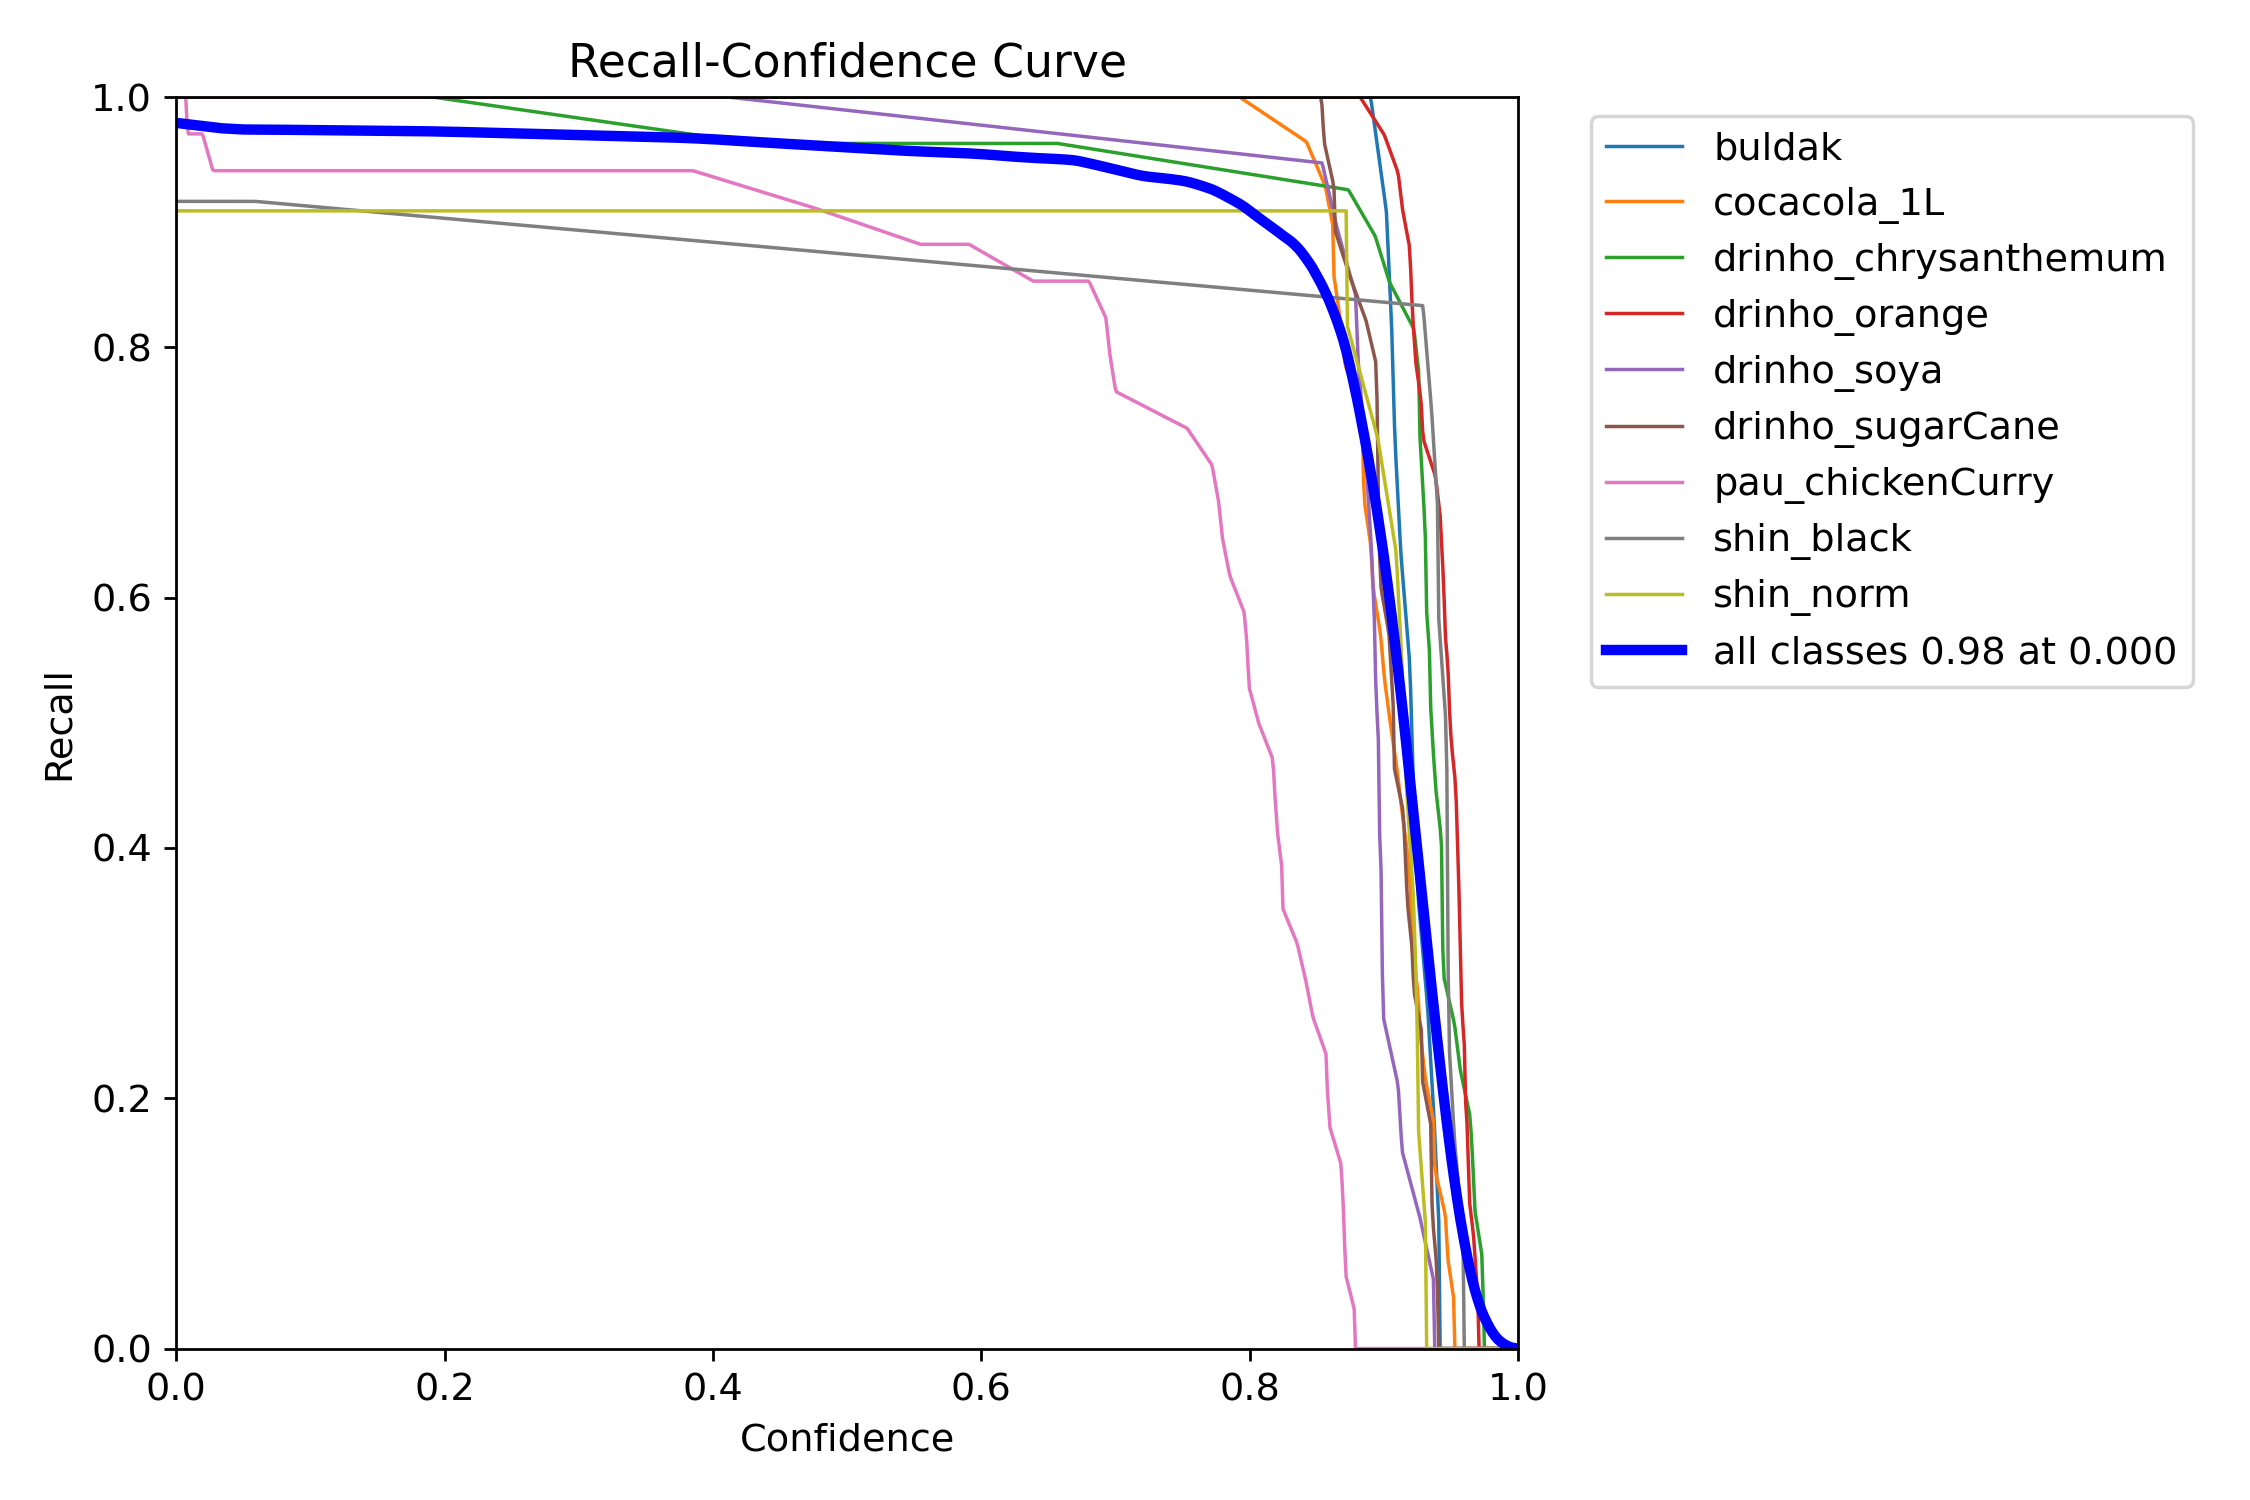 Recall-Confidence Curve
1.0
0.8
0.6
0.4
0.2
0.0
Recall
0.0 0.2 0.4 0.6 0.8 1.0
Confidence
buldak
cocacola_1L
drinho_chrysanthemum
drinho_orange
drinho_soya
drinho_sugarCane
pau_chickenCurry
shin_black
shin_norm
all classes 0.98 at 0.000